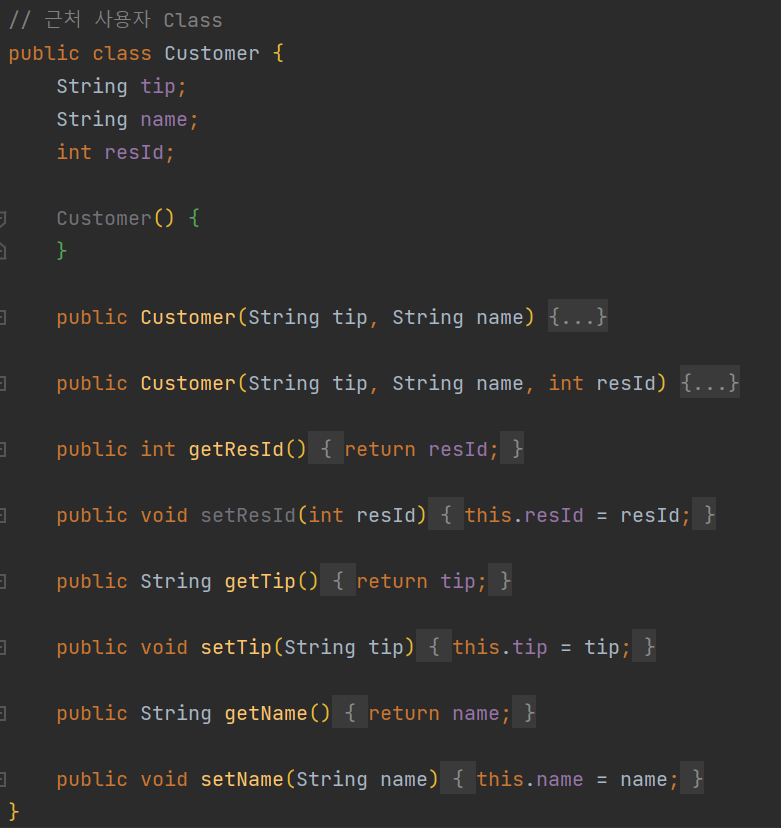 // 근처 사용자 Class
public class Customer {
    String tip;
    String name;
    int resId;
    Customer() {
    }
    public Customer(String tip, String name) {...}
    public Customer(String tip, String name, int resId) {...}
    public int getResId() { return resId; }
    public void setResId(int resId) { this.resId = resId; }
    public String getTip() { return tip; }
    public void setTip(String tip) { this.tip = tip; }
    public String getName() { return name; }
    public void setName(String name) { this.name = name; }
}